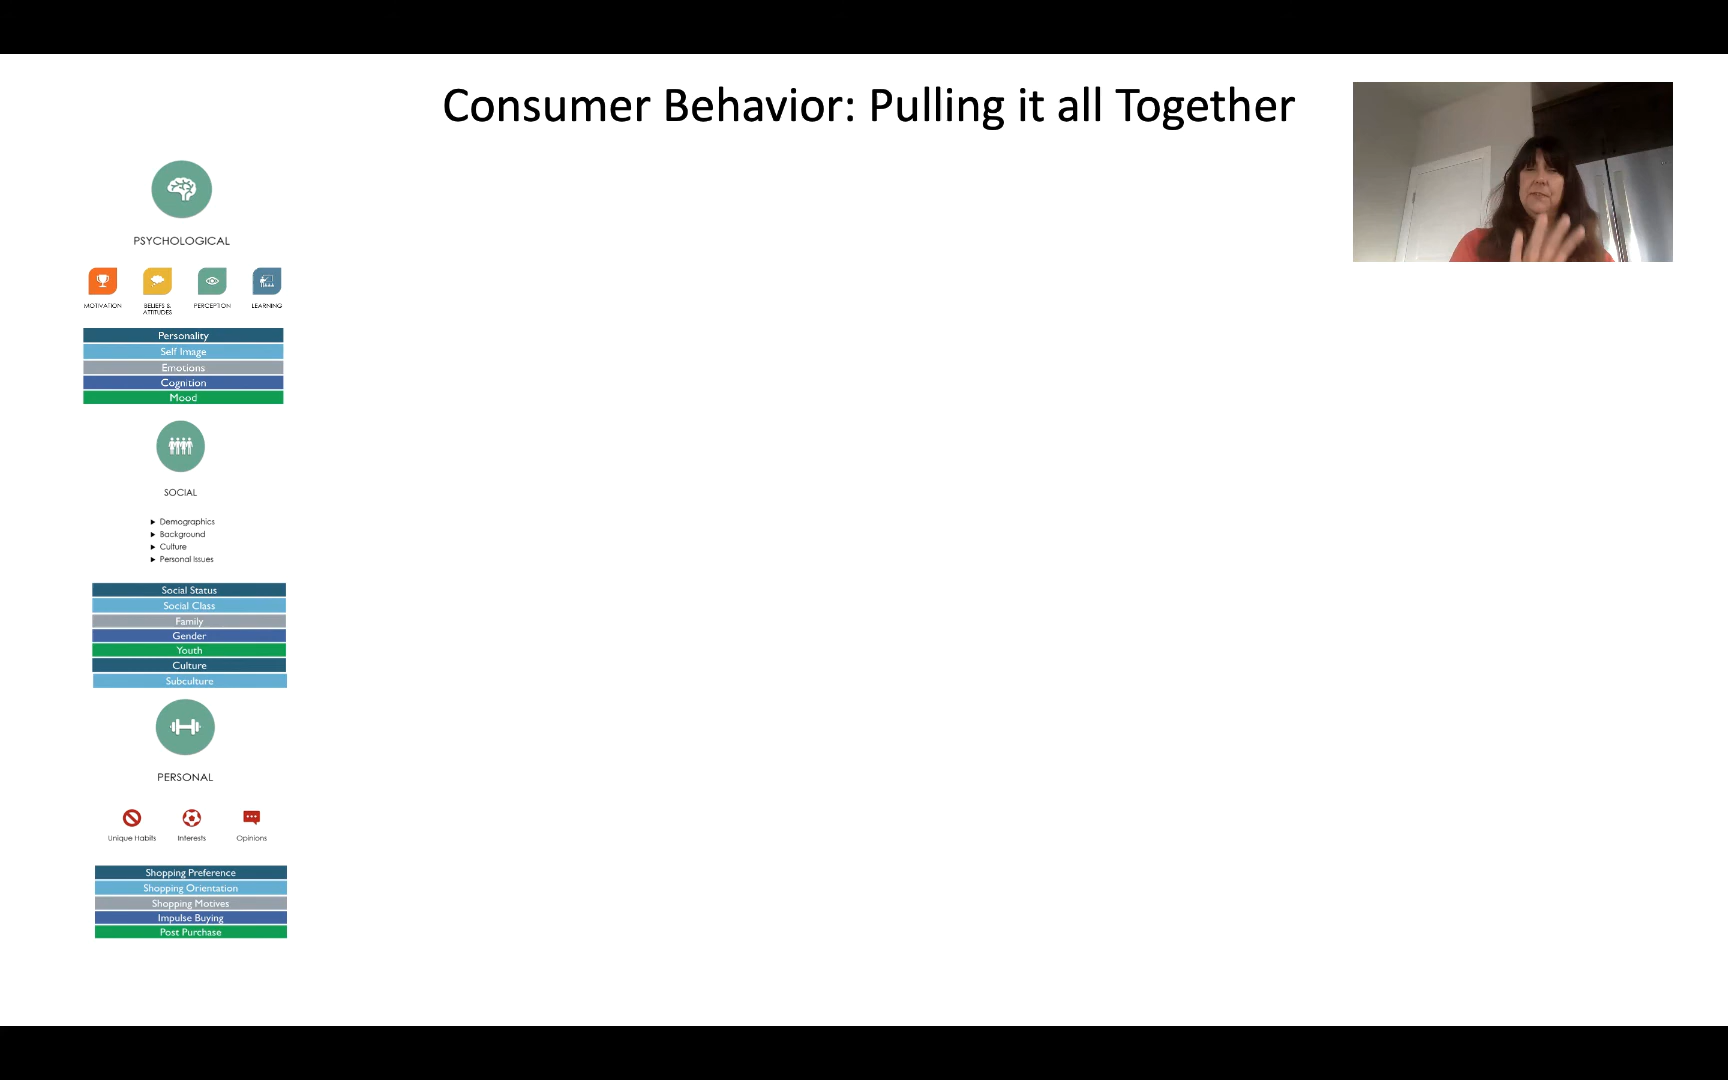 Consumer Behavior: Pulling it all Together
PSYCHOLOGICAL
MOTIVATION
BELIEFS &
ATTITUDES
PERCEPTION
LEARNING
Personality
Self Image
Emotions
Cognition
Mood
SOCIAL
Demographics
Background
Culture
Personal Issues
Social Status
Social Class
Family
Gender
Youth
Culture
Subculture
PERSONAL
Unique Habits
Interests
Opinions
Shopping Preference
Shopping Orientation
Shopping Motives
Impulse Buying
Post Purchase